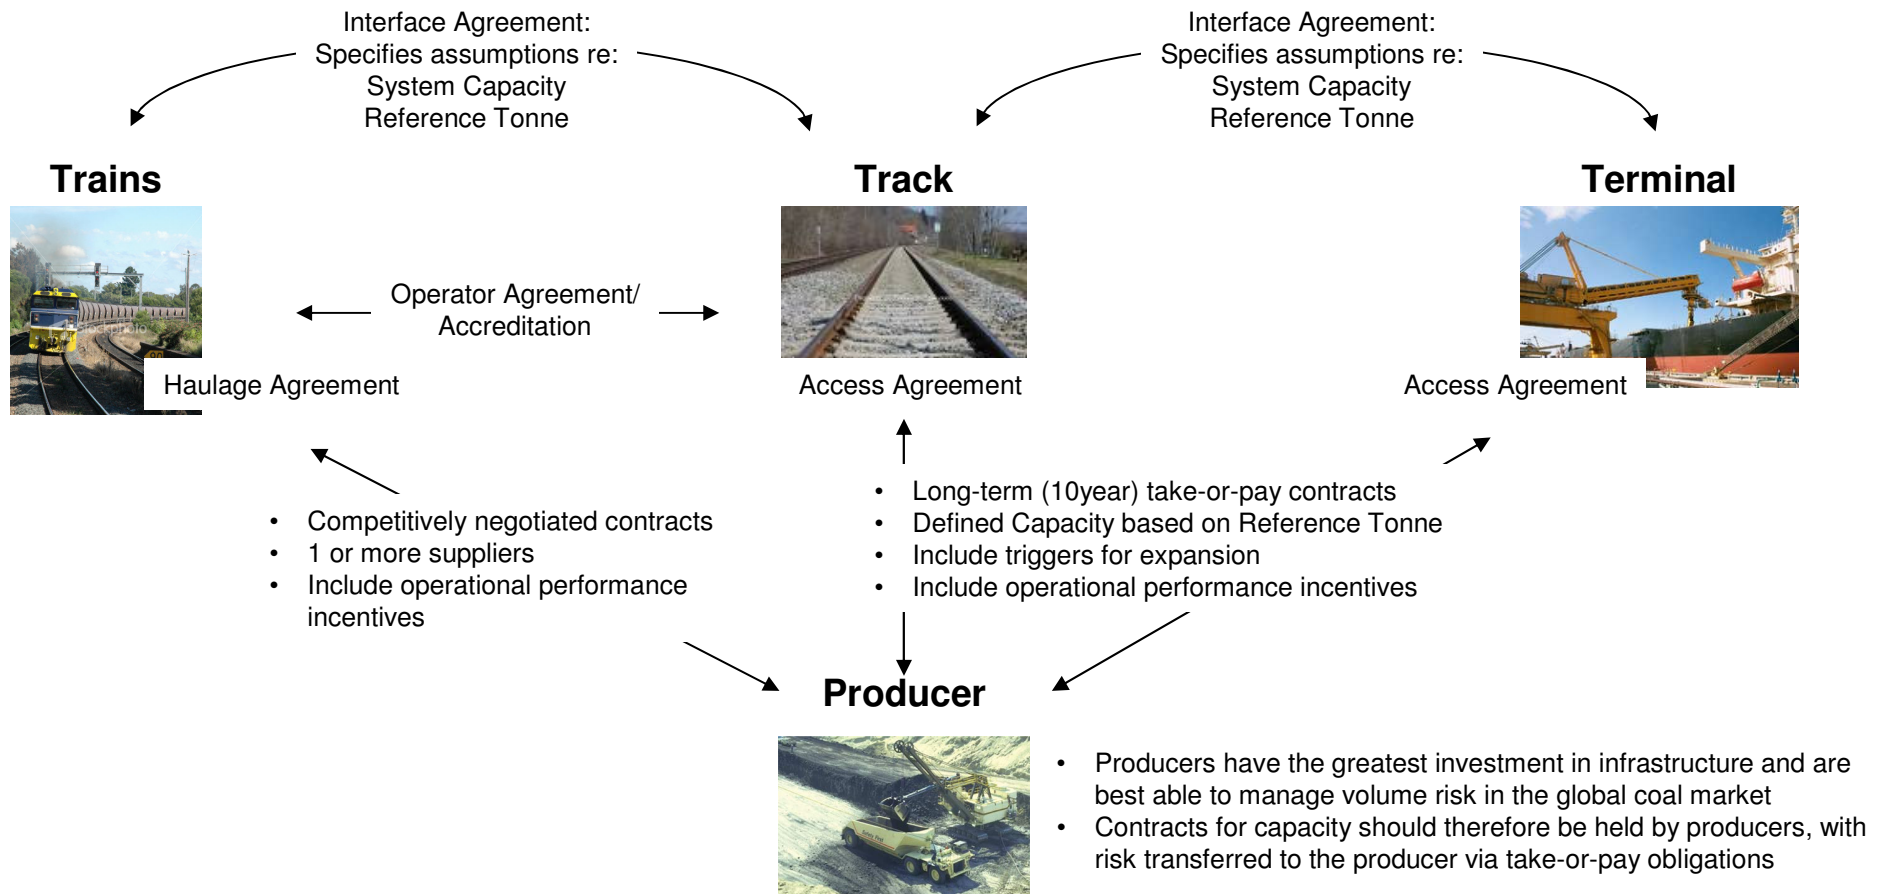 Interface Agreement:
Specifies assumptions re:
System Capacity
Reference Tonne
Interface Agreement:
Specifies assumptions re:
System Capacity
Reference Tonne
Trains
Track
Terminal
Operator Agreement/
Accreditation
Haulage Agreement
Access Agreement
Access Agreement
• Competitively negotiated contracts
• 1 or more suppliers
• Include operational performance
incentives
• Long-term (10year) take-or-pay contracts
• Defined Capacity based on Reference Tonne
• Include triggers for expansion
• Include operational performance incentives
Producer
• Producers have the greatest investment in infrastructure and are
best able to manage volume risk in the global coal market
• Contracts for capacity should therefore be held by producers, with
risk transferred to the producer via take-or-pay obligations